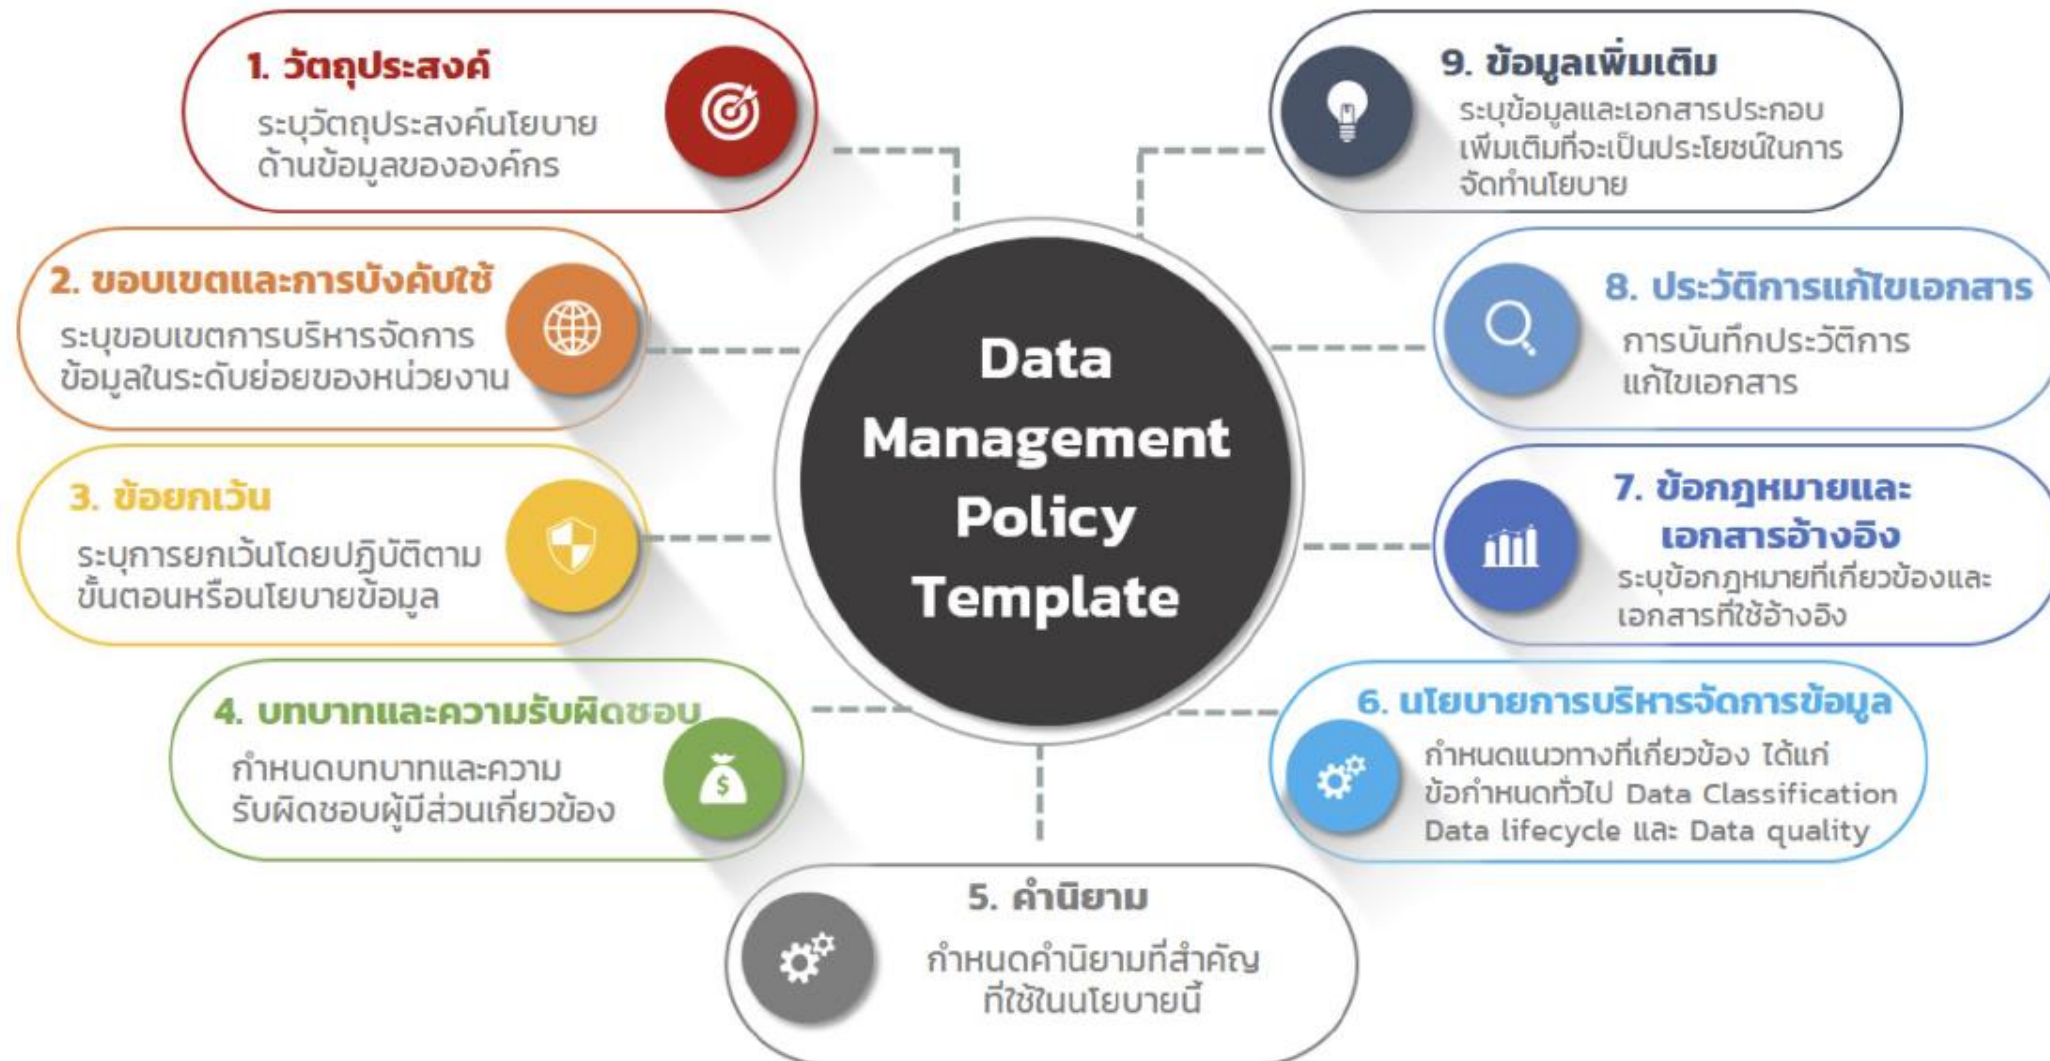 1. วัตถุประสงค์
ระบุวัตถุประสงค์นโยบาย
ด้านข้อมูลขององค์กร
2. ขอบเขตและการบังคับใช้
ระบุขอบเขตการบริหารจัดการ
ข้อมูลในระดับย่อยของหน่วยงาน
3. ข้อยกเว้น
ระบุการยกเว้นโดยปฏิบัติตาม
ขั้นตอนหรือนโยบายข้อมูล
4. บทบาทและความรับผิดชอบ
กำหนดบทบาทและความ
รับผิดชอบผู้มีส่วนเกี่ยวข้อง
5. คำนิยาม
กำหนดคำนิยามที่สำคัญ
ที่ใช้ในนโยบายนี้
6. นโยบายการบริหารจัดการข้อมูล
กำหนดแนวทางที่เกี่ยวข้อง ได้แก่
ข้อกำหนดทั่วไป Data Classification
Data lifecycle และ Data quality
7. ข้อกฎหมายและ
เอกสารอ้างอิง
ระบุข้อกฎหมายที่เกี่ยวข้องและ
เอกสารที่ใช้อ้างอิง
8. ประวัติการแก้ไขเอกสาร
การบันทึกประวัติการ
แก้ไขเอกสาร
9. ข้อมูลเพิ่มเติม
ระบุข้อมูลและเอกสารประกอบ
เพิ่มเติมที่จะเป็นประโยชน์ในการ
จัดทำนโยบาย
Data
Management
Policy
Template
$